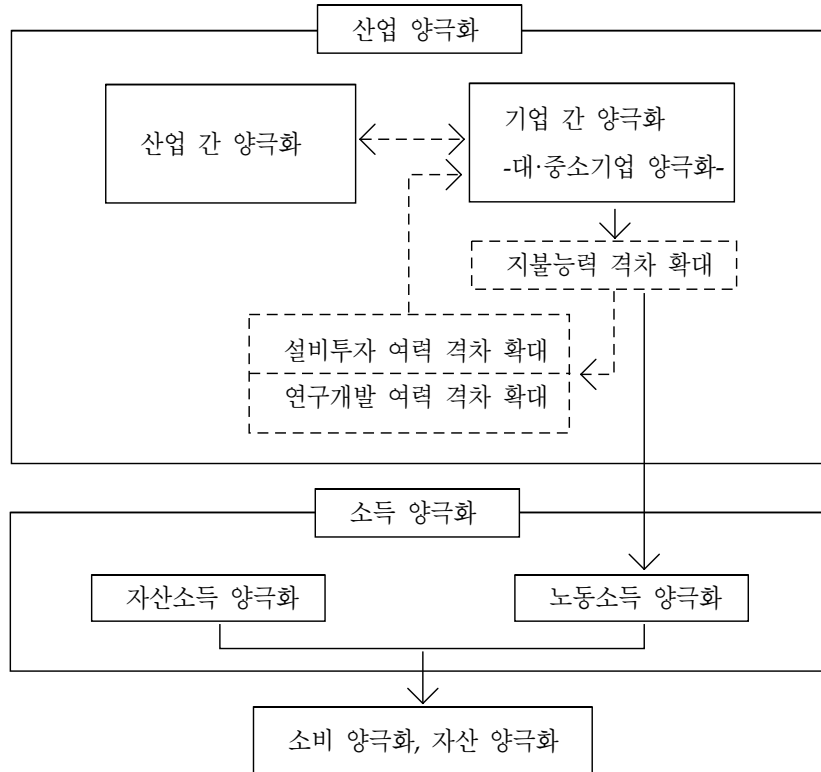 산업 양극화
산업 간 양극화
기업 간 양극화
-대·중소기업 양극화-
지불능력 격차 확대
설비투자 여력 격차 확대
연구개발 여력 격차 확대
소득 양극화
자산소득 양극화
노동소득 양극화
소비 양극화, 자산 양극화